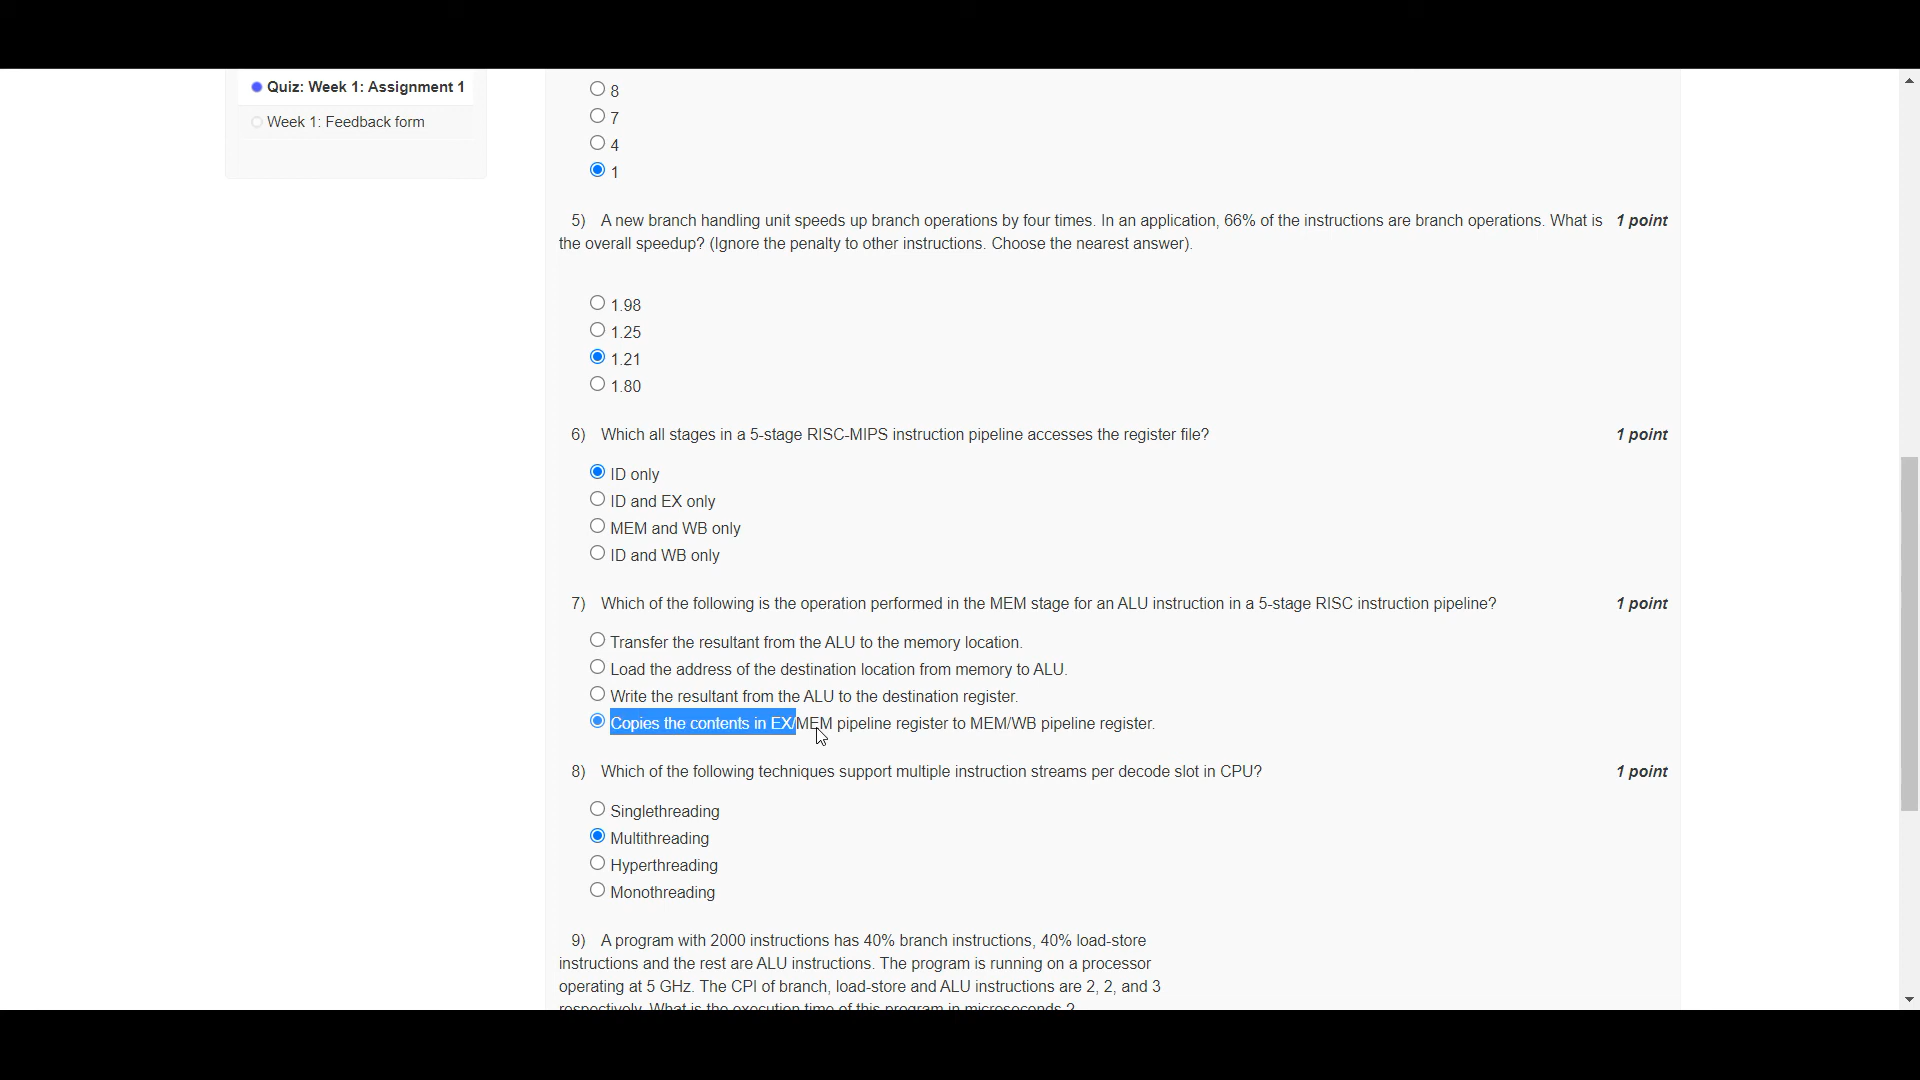 Quiz: Week 1: Assignment 1
Week 1: Feedback form
8
7
4
1
5) A new branch handling unit speeds up branch operations by four times. In an application, 66% of the instructions are branch operations. What is 1 point
the overall speedup? (Ignore the penalty to other instructions. Choose the nearest answer).
1.98
1.25
1.21
1.80
6) Which all stages in a 5-stage RISC-MIPS instruction pipeline accesses the register file? 1 point
ID only
ID and EX only
MEM and WB only
ID and WB only
7) Which of the following is the operation performed in the MEM stage for an ALU instruction in a 5-stage RISC instruction pipeline? 1 point
Transfer the resultant from the ALU to the memory location.
Load the address of the destination location from memory to ALU.
Write the resultant from the ALU to the destination register.
Copies the contents in EX/MEM pipeline register to MEM/WB pipeline register.
8) Which of the following techniques support multiple instruction streams per decode slot in CPU? 1 point
Singlethreading
Multithreading
Hyperthreading
Monothreading
9) A program with 2000 instructions has 40% branch instructions, 40% load-store
instructions and the rest are ALU instructions. The program is running on a processor
operating at 5 GHz. The CPI of branch, load-store and ALU instructions are 2, 2, and 3
respectively. What is the execution time of this program in microseconds ?